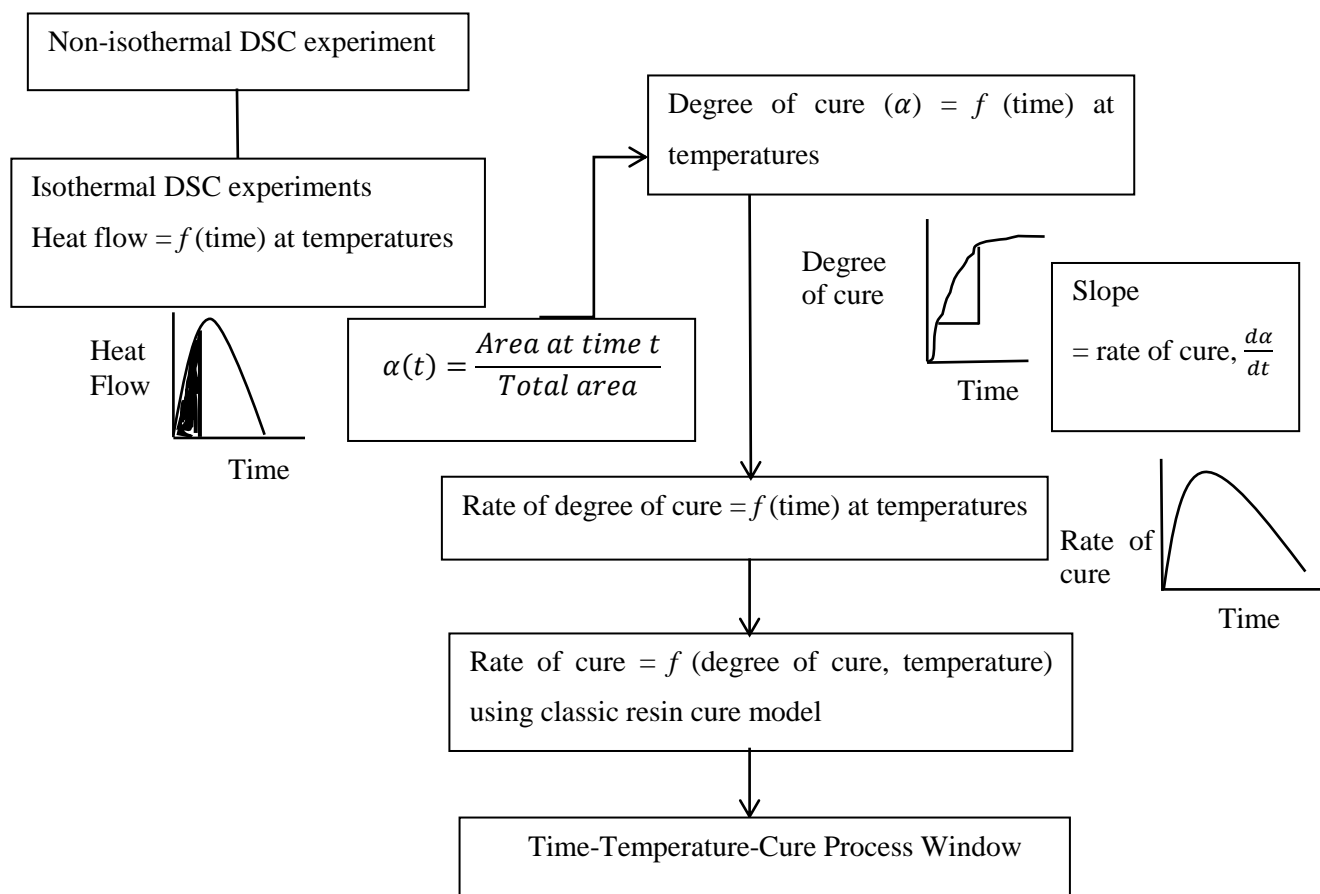 Non-isothermal DSC experiment
Isothermal DSC experiments
Heat flow = f (time) at temperatures
Heat
Flow
Time
α(t) = Area at time t / Total area
Degree of cure (α) = f (time) at
temperatures
Degree
of cure
Time
Slope
= rate of cure, dα/dt
Rate of degree of cure = f (time) at temperatures
Rate of
cure
Time
Rate of cure = f (degree of cure, temperature)
using classic resin cure model
Time-Temperature-Cure Process Window